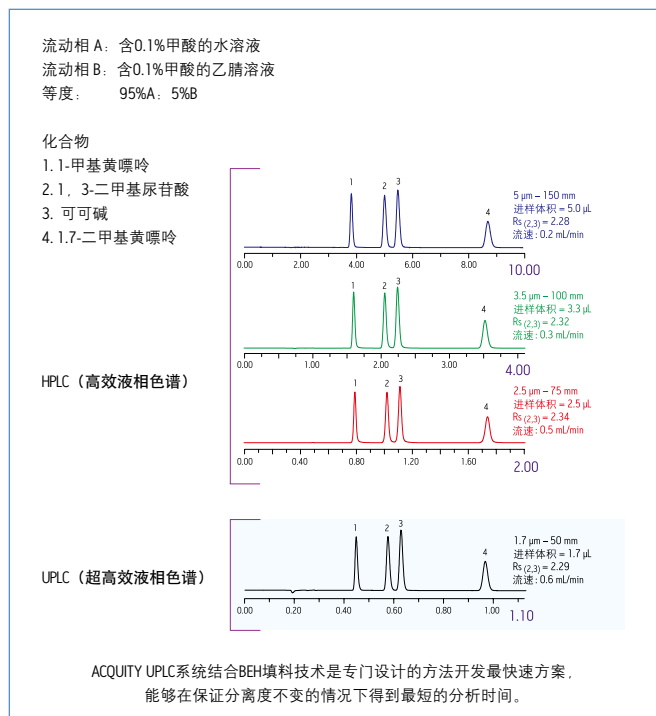 流动相 A：含0.1%甲酸的水溶液
流动相 B：含0.1%甲酸的乙腈溶液
等度： 95%A：5%B
化合物
1. 1-甲基黄嘌呤
2. 1，3-二甲基尿苷酸
3. 可可碱
4. 1.7-二甲基黄嘌呤
1 2 3 4
5 µm – 150 mm
进样体积 = 5.0 µL
Rs (2,3) = 2.28
流速: 0.2 mL/min
0.00 2.00 4.00 6.00 8.00 10.00
1 2 3 4
3.5 µm – 100 mm
进样体积 = 3.3 µL
Rs (2,3) = 2.32
流速: 0.3 mL/min
0.00 1.00 2.00 3.00 4.00
HPLC（高效液相色谱）
1 2 3 4
2.5 µm – 75 mm
进样体积 = 2.5 µL
Rs (2,3) = 2.34
流速: 0.5 mL/min
0.00 0.40 0.80 1.20 1.60 2.00
1 2 3 4
1.7 µm – 50 mm
进样体积 = 1.7 µL
Rs (2,3) = 2.29
流速: 0.6 mL/min
UPLC（超高效液相色谱）
0.00 0.20 0.40 0.60 0.80 1.00 1.10
ACQUITY UPLC系统结合BEH填料技术是专门设计的方法开发最快速方案，
能够在保证分离度不变的情况下得到最短的分析时间。